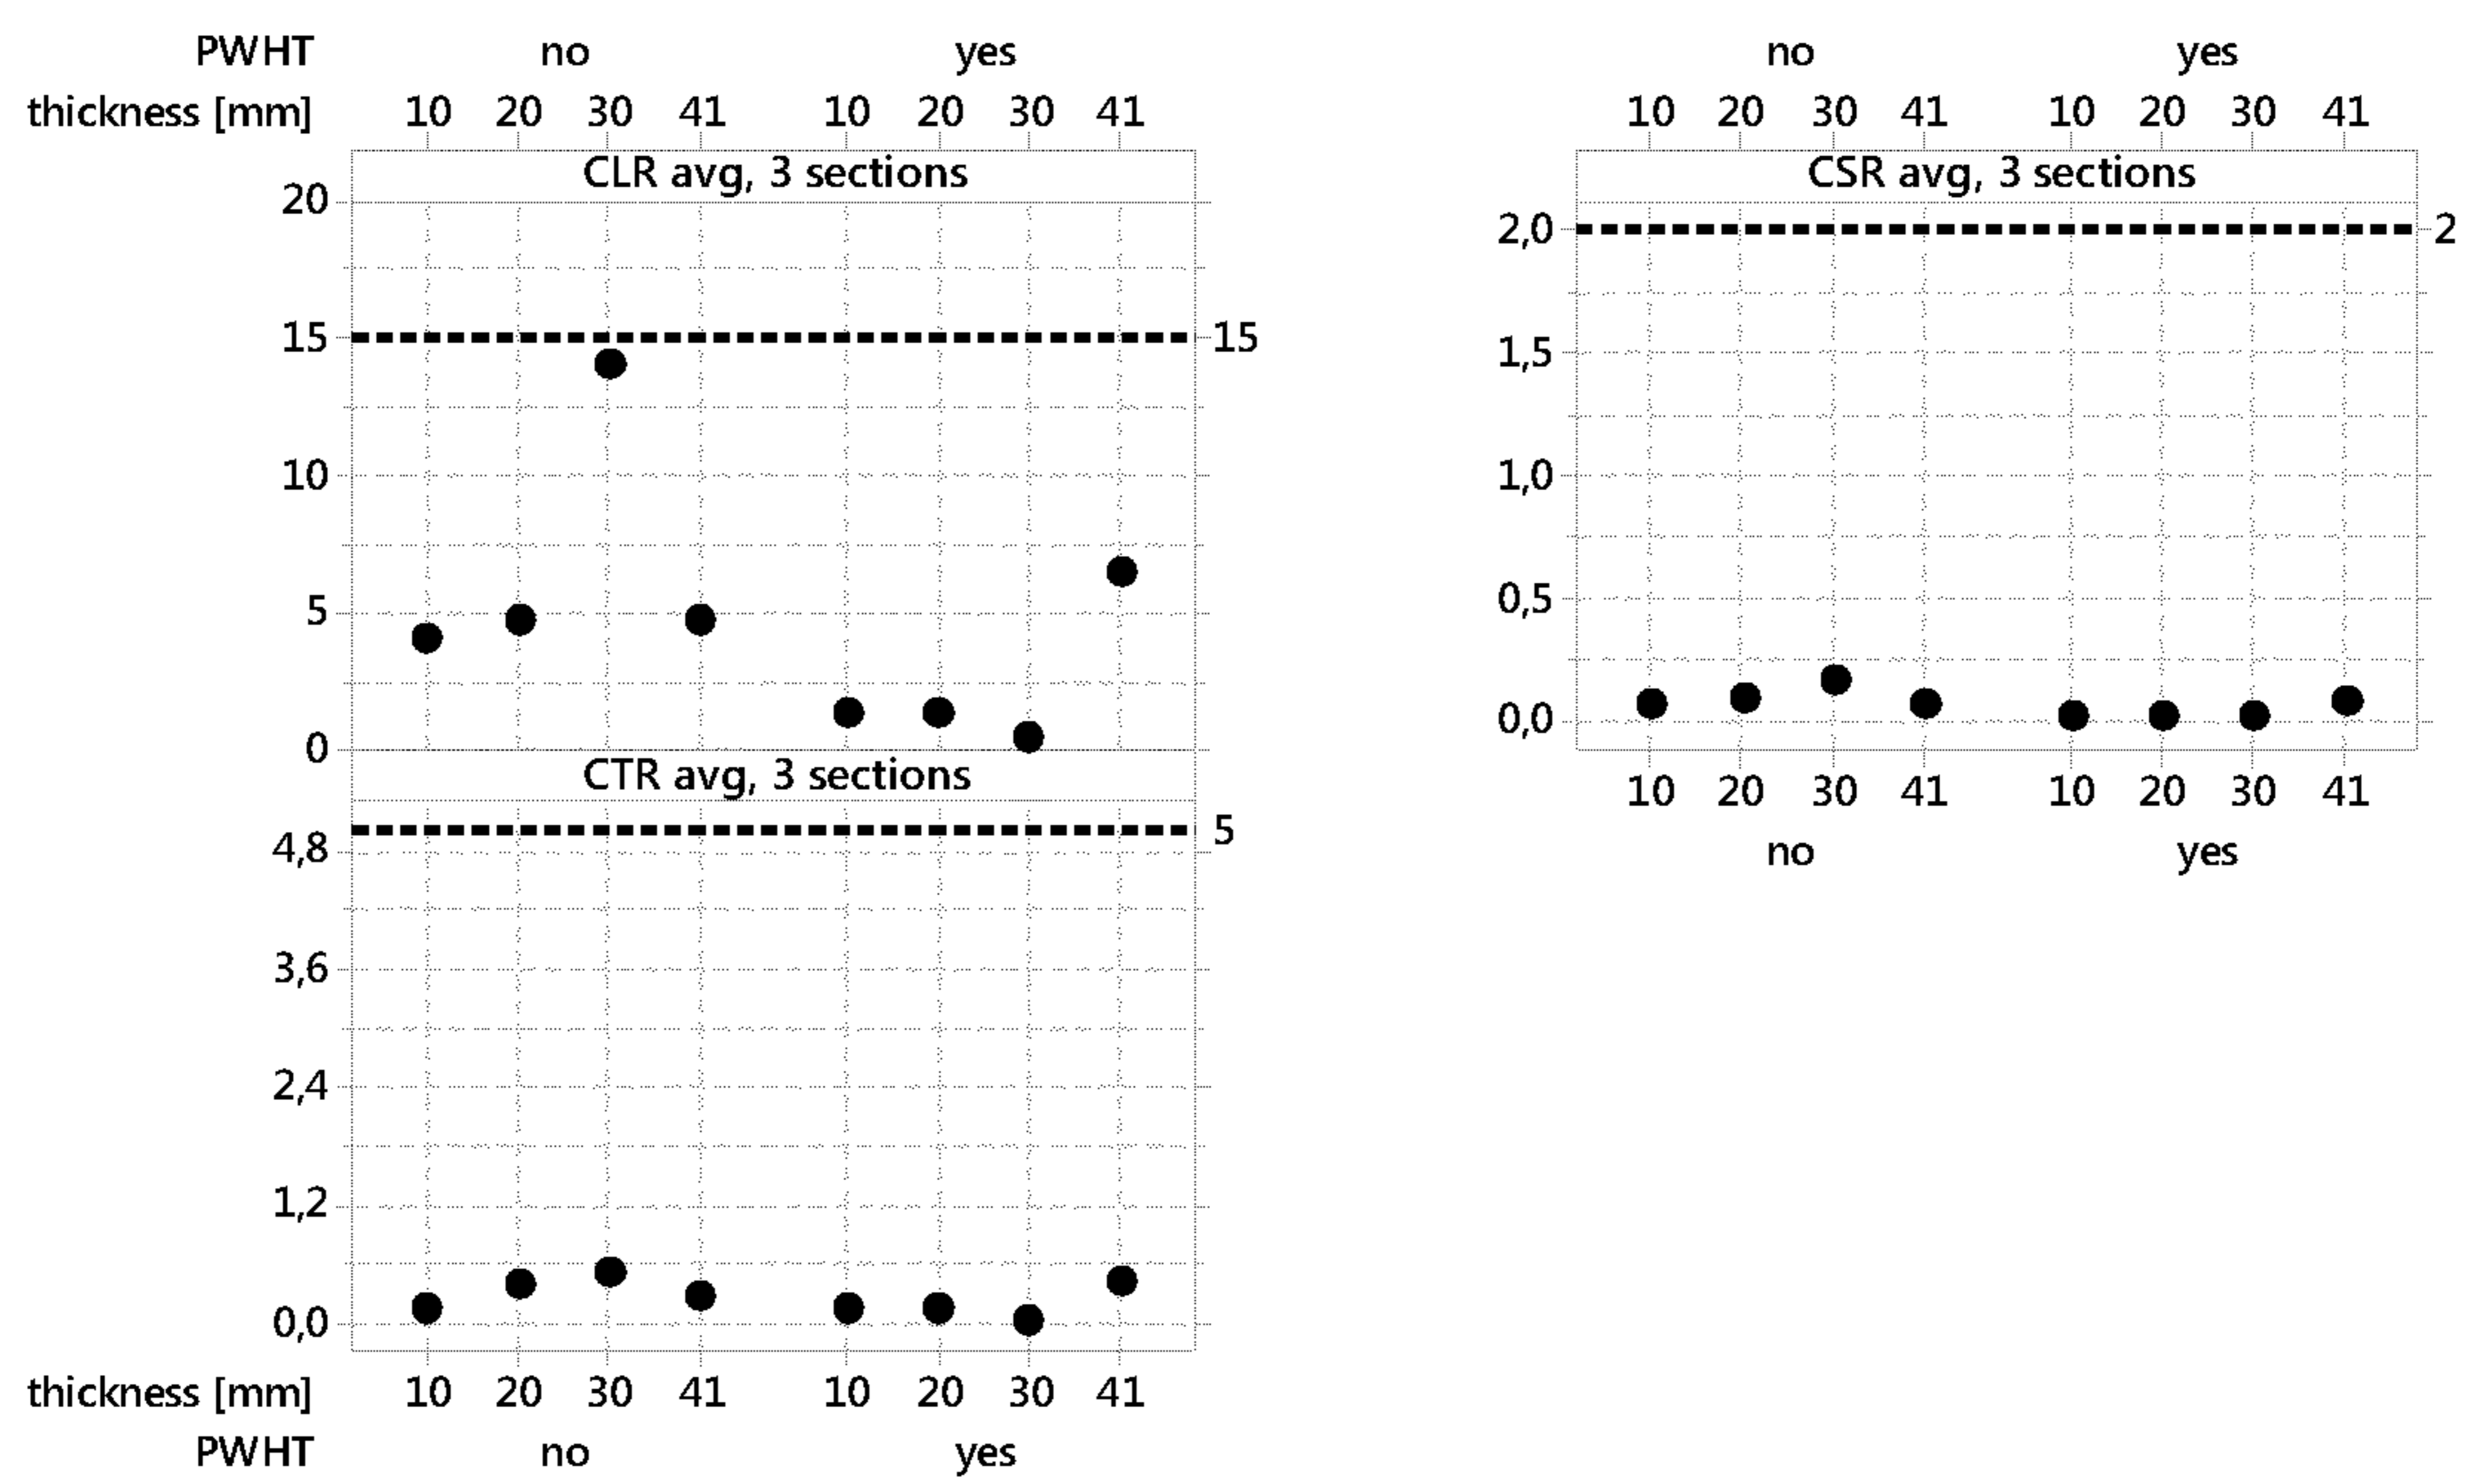 PWHT no yes
thickness [mm] 10 20 30 41 10 20 30 41
CLR avg, 3 sections
20
15 15
10
5
0
CTR avg, 3 sections
4,8 5
3,6
2,4
1,2
0,0
thickness [mm] 10 20 30 41 10 20 30 41
PWHT no yes
no yes
10 20 30 41 10 20 30 41
CSR avg, 3 sections
2,0 2
1,5
1,0
0,5
0,0
10 20 30 41 10 20 30 41
no yes